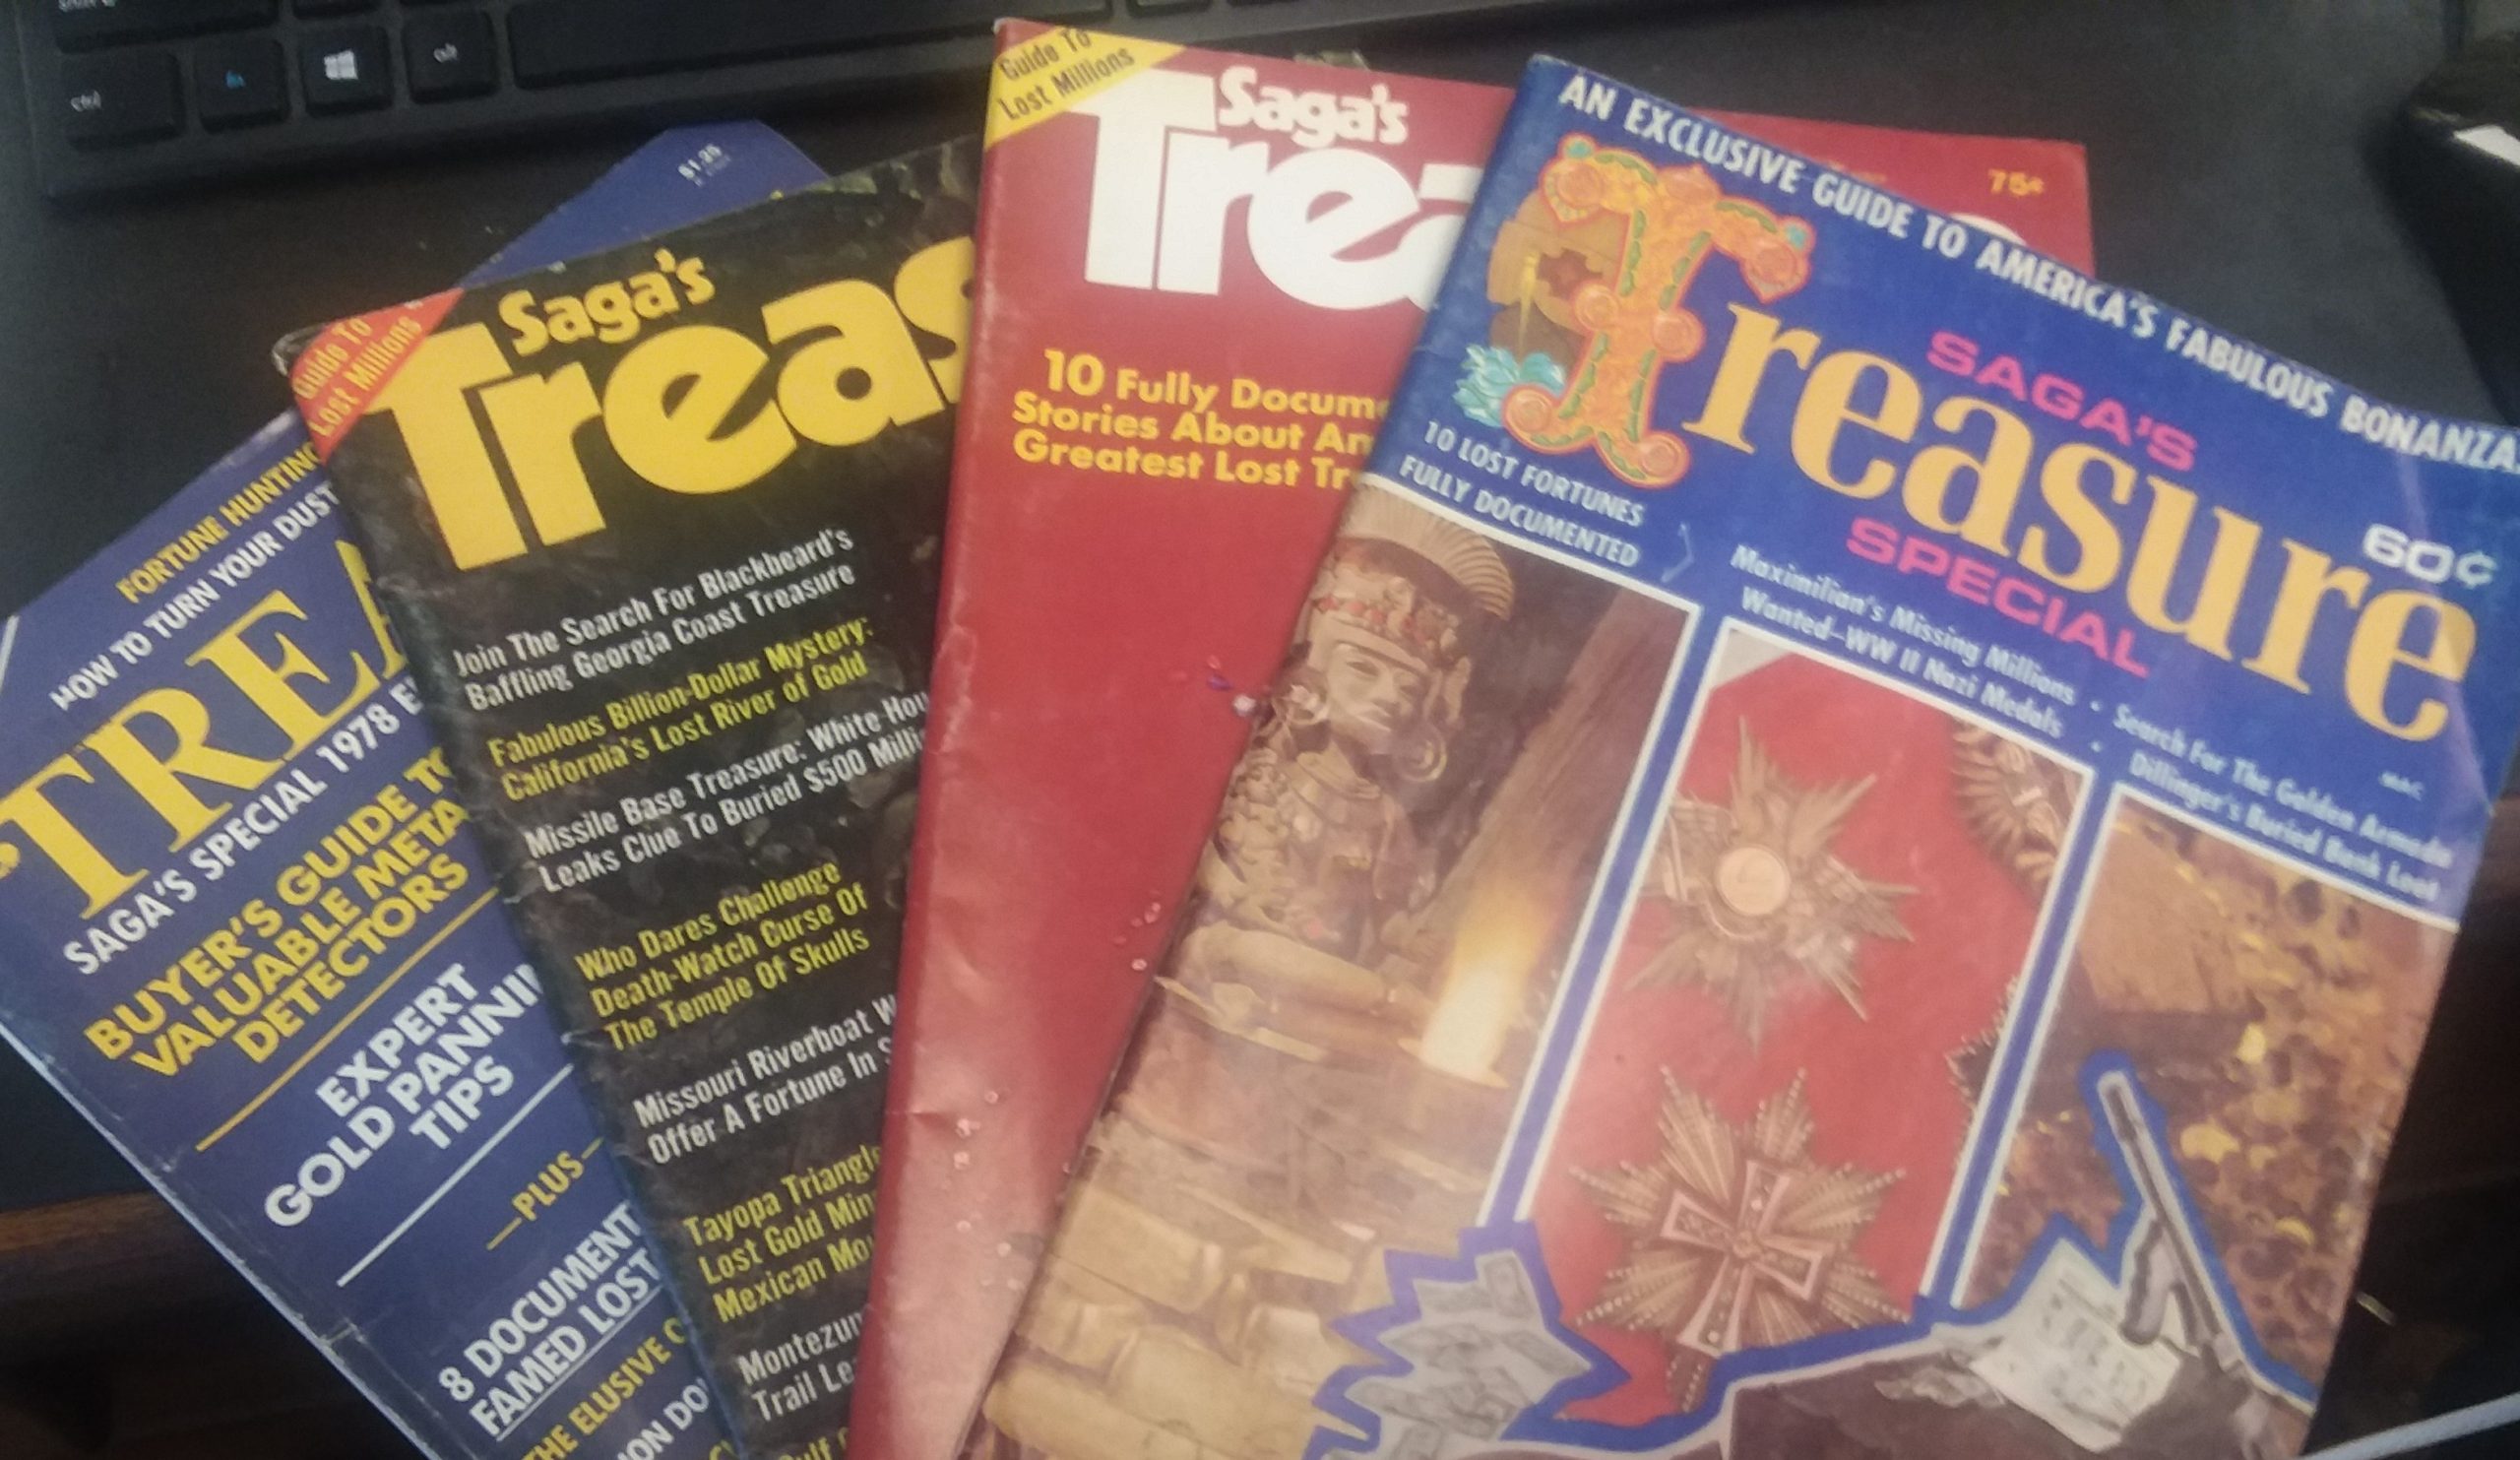 ctrl
alt
$1.25
FORTUNE HUNTING
HOW TO TURN YOUR DUST
TREA
SAGA'S SPECIAL 1978 E
BUYER'S GUIDE TO
VALUABLE META
DETECTORS
EXPERT
GOLD PANNI
TIPS
—PLUS—
8 DOCUMENT
FAMED LOST
THE ELUSIVE
ION DO
Guide To
Lost Millions
Saga's
Treas
Join The Search For Blackbeard's
Baffling Georgia Coast Treasure
Fabulous Billion-Dollar Mystery:
California's Lost River of Gold
Missile Base Treasure: White Hou
Leaks Clue To Buried $500 Milli
Who Dares Challenge
Death-Watch Curse Of
The Temple Of Skulls
Missouri Riverboat W
Offer A Fortune In S
Tayopa Triangle
Lost Gold Min
Mexican Mo
Montezum
Trail Le
Gulf
Guide To
Lost Millions
Saga's
Trea
75¢
10 Fully Docume
Stories About Am
Greatest Lost Tr
AN EXCLUSIVE GUIDE TO AMERICA'S FABULOUS BONANZA
SAGA'S
Treasure
SPECIAL
60¢
10 LOST FORTUNES
FULLY DOCUMENTED
Maximilian's Missing Millions • Search For The Golden Armada
Wanted—WW II Nazi Medals • Dillinger's Buried Bank Loot